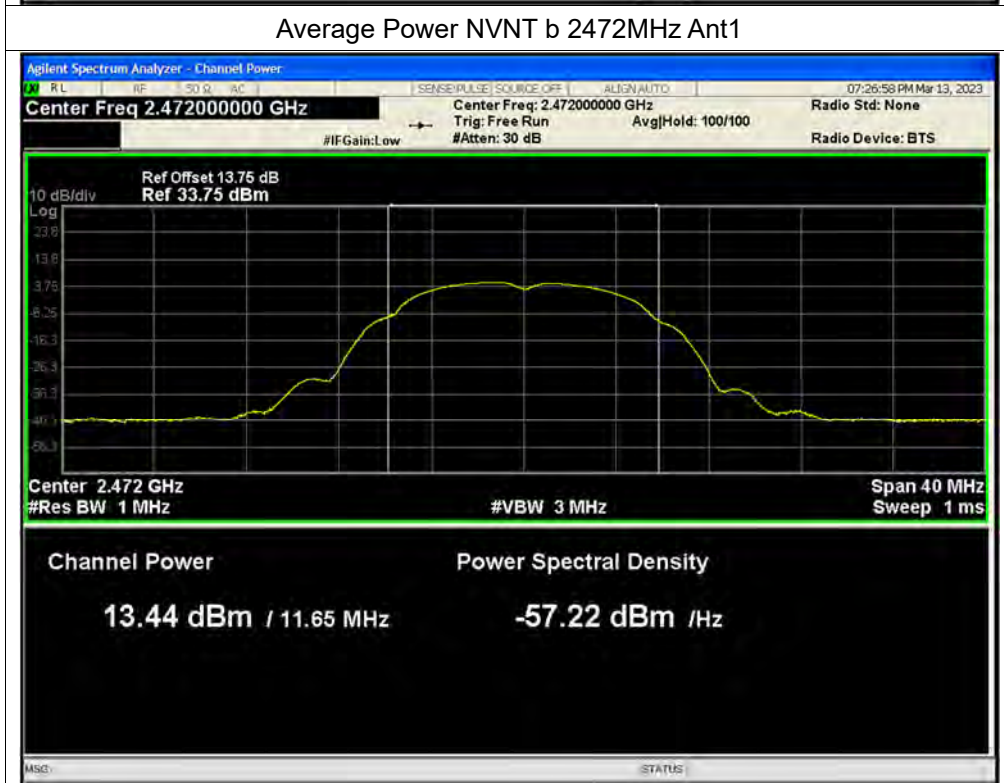 Average Power NVNT b 2472MHz Ant1
Agilent Spectrum Analyzer - Channel Power
RL RF 50 Ω AC SENSE:PULSE SOURCE OFF ALIGN AUTO 07:26:58 PM Mar 13, 2023
Center Freq 2.472000000 GHz Center Freq: 2.472000000 GHz Radio Std: None
Trig: Free Run Avg|Hold: 100/100
#IFGain:Low #Atten: 30 dB Radio Device: BTS
Ref Offset 13.75 dB
10 dB/div Ref 33.75 dBm
Log
23.8
13.8
3.75
-6.25
-16.3
-26.3
-36.3
-46.3
-56.3
Center 2.472 GHz Span 40 MHz
#Res BW 1 MHz #VBW 3 MHz Sweep 1 ms
Channel Power Power Spectral Density
13.44 dBm / 11.65 MHz -57.22 dBm /Hz
MSG STATUS